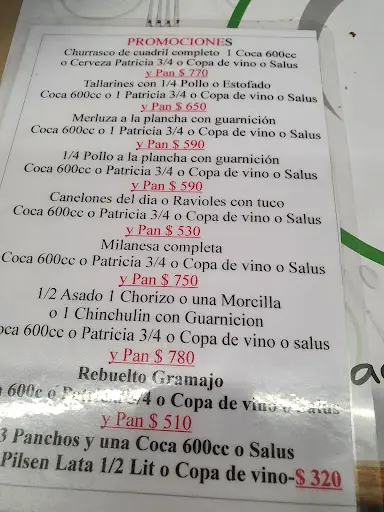 PROMOCIONES
Churrasco de cuadril completo 1 Coca 600cc
o Cerveza Patricia 3/4 o Copa de vino o Salus
y Pan $ 770
Tallarines con 1/4 Pollo o Estofado
Coca 600cc o 1 Patricia 3/4 o Copa de vino o Salus
y Pan $ 650
Merluza a la plancha con guarnición
Coca 600cc o 1 Patricia 3/4 o Copa de vino o Salus
y Pan $ 590
1/4 Pollo a la plancha con guarnición
Coca 600cc o Patricia 3/4 o Copa de vino o Salus
y Pan $ 590
Canelones del dia o Ravioles con tuco
Coca 600cc o Patricia 3/4 o Copa de vino o Salus
y Pan $ 530
Milanesa completa
Coca 600cc o Patricia 3/4 o Copa de vino o Salus
y Pan $ 750
1/2 Asado 1 Chorizo o una Morcilla
o 1 Chinchulin con Guarnicion
oca 600cc o Patricia 3/4 o Copa de vino o salus
y Pan $ 780
Rebuelto Gramajo
600c o Patricia 3/4 o Copa de vino o Salus
y Pan $ 510
3 Panchos y una Coca 600cc o Salus
Pilsen Lata 1/2 Lit o Copa de vino-$ 320